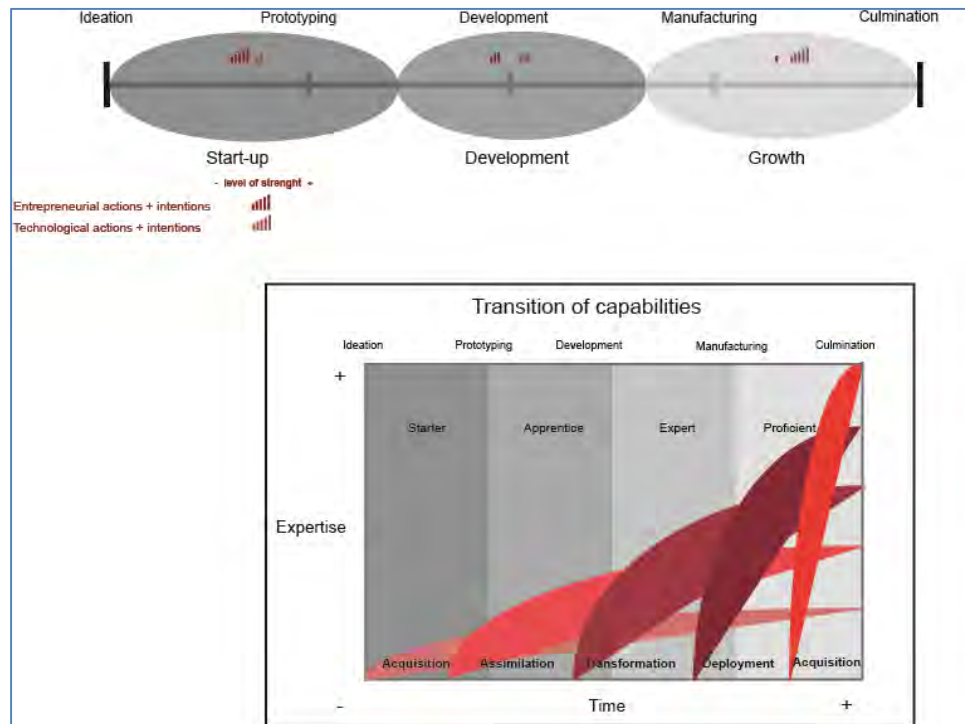 Ideation Prototyping Development Manufacturing Culmination
Start-up Development Growth
- level of strenght +
Entrepreneurial actions + intentions
Technological actions + intentions
Transition of capabilities
Ideation Prototyping Development Manufacturing Culmination
+
Starter Apprentice Expert Proficient
Expertise
Acquisition Assimilation Transformation Deployment Acquisition
- Time +